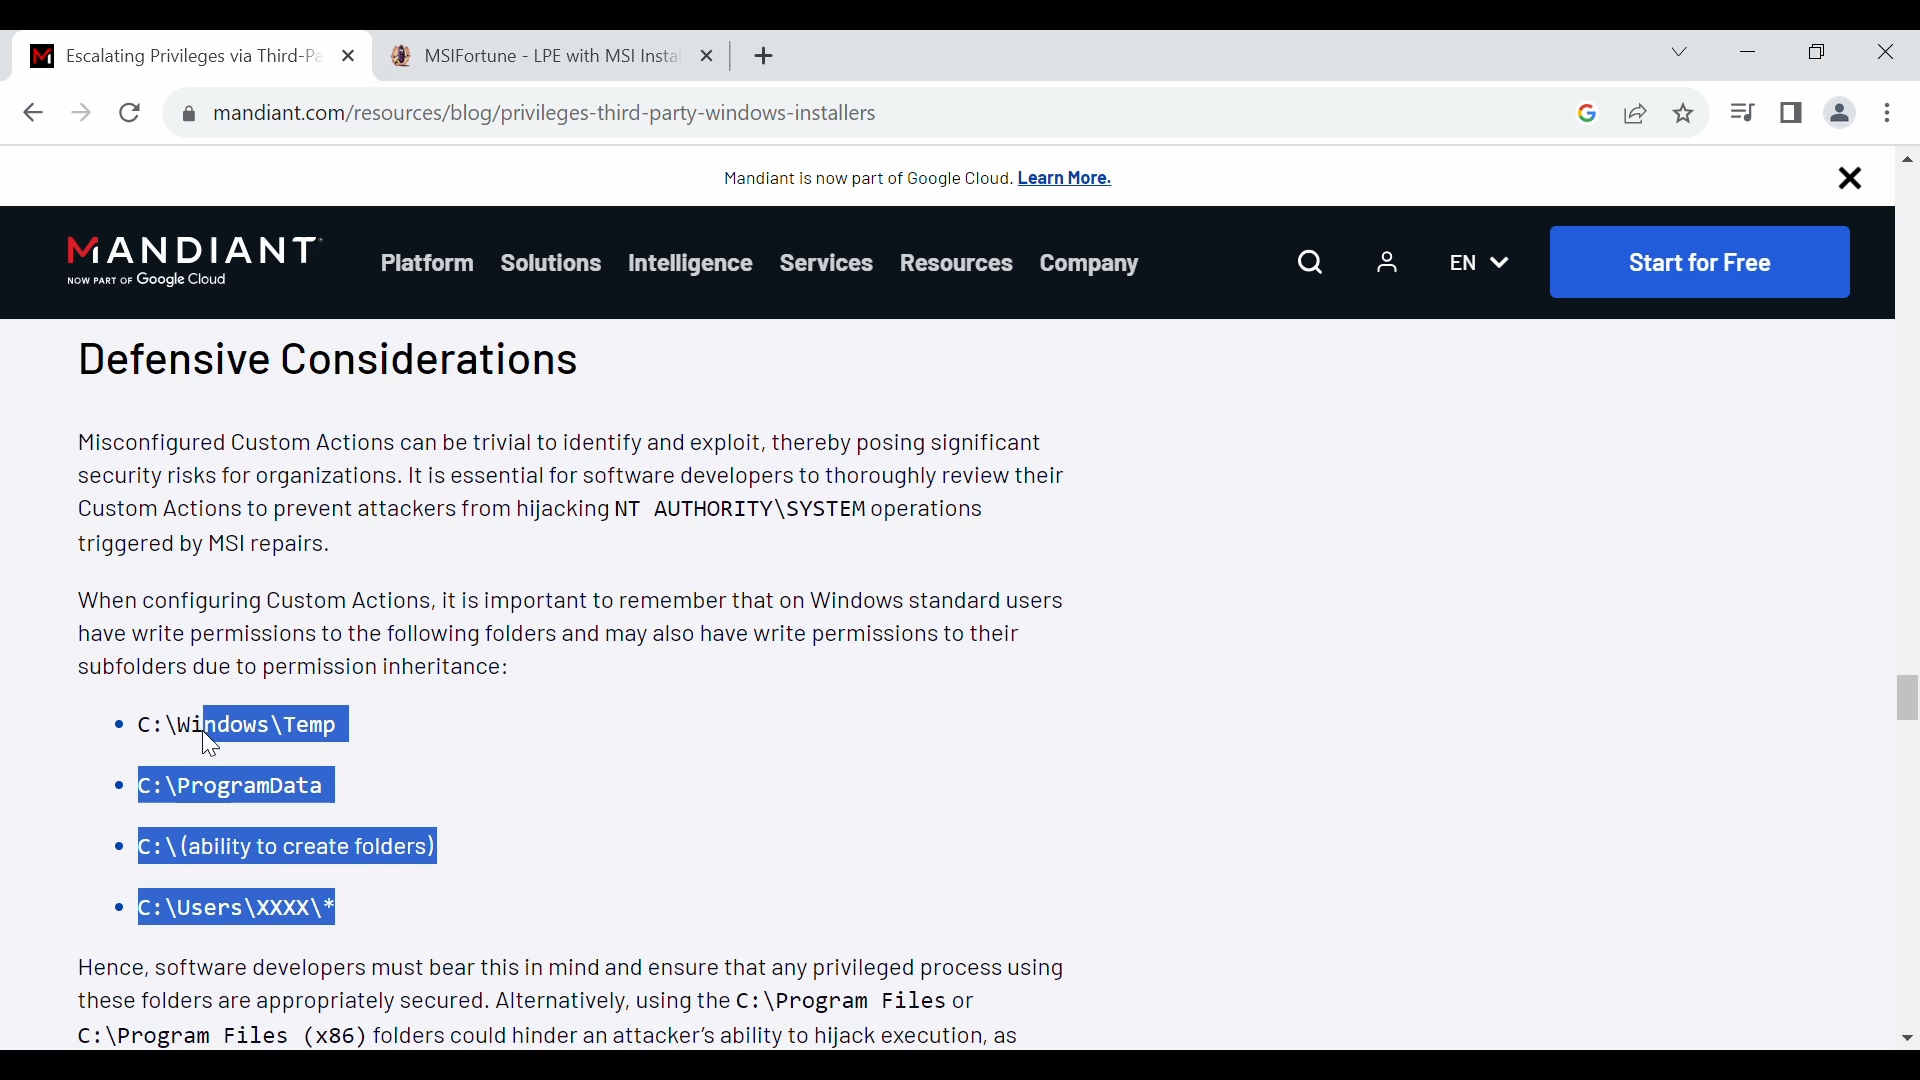 Escalating Privileges via Third-Pa
MSIFortune - LPE with MSI Instal
mandiant.com/resources/blog/privileges-third-party-windows-installers
Mandiant is now part of Google Cloud. Learn More.
MANDIANT
NOW PART OF Google Cloud
Platform Solutions Intelligence Services Resources Company
EN
Start for Free
Defensive Considerations
Misconfigured Custom Actions can be trivial to identify and exploit, thereby posing significant
security risks for organizations. It is essential for software developers to thoroughly review their
Custom Actions to prevent attackers from hijacking NT AUTHORITY\SYSTEM operations
triggered by MSI repairs.
When configuring Custom Actions, it is important to remember that on Windows standard users
have write permissions to the following folders and may also have write permissions to their
subfolders due to permission inheritance:
• C:\Windows\Temp
• C:\ProgramData
• C:\(ability to create folders)
• C:\Users\XXXX\*
Hence, software developers must bear this in mind and ensure that any privileged process using
these folders are appropriately secured. Alternatively, using the C:\Program Files or
C:\Program Files (x86) folders could hinder an attacker's ability to hijack execution, as